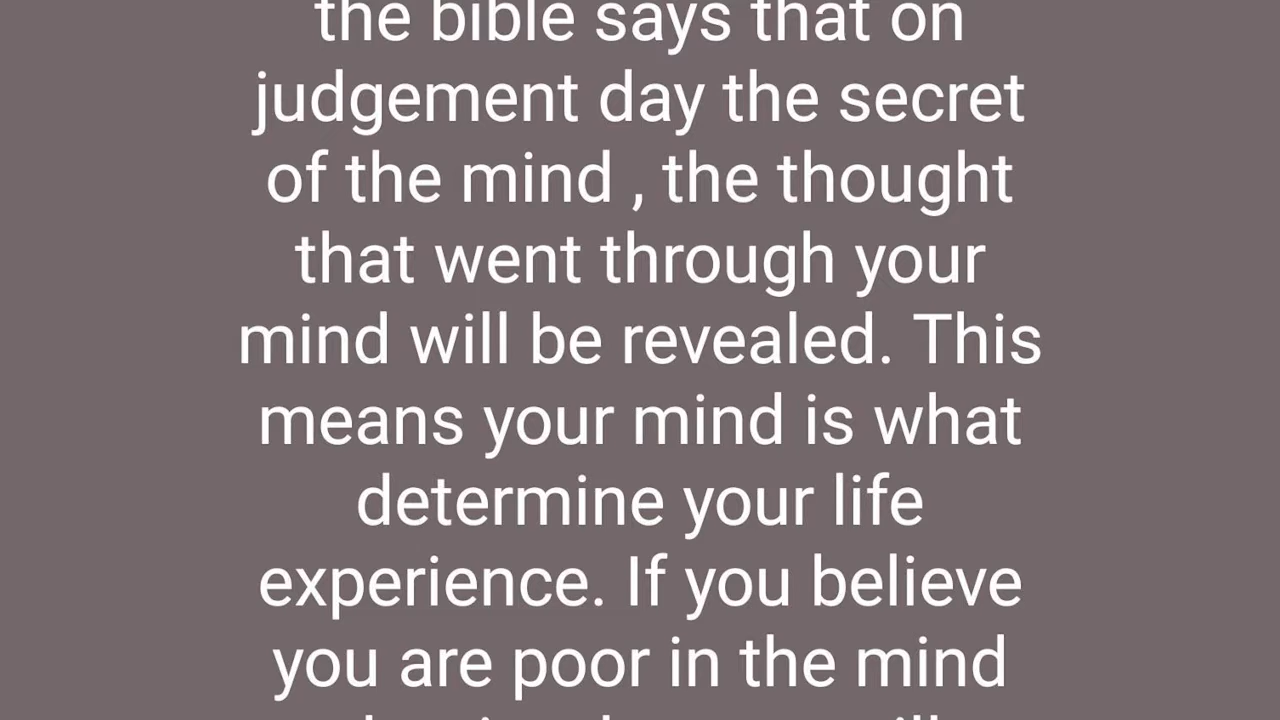 the bible says that on
judgement day the secret
of the mind , the thought
that went through your
mind will be revealed. This
means your mind is what
determine your life
experience. If you believe
you are poor in the mind